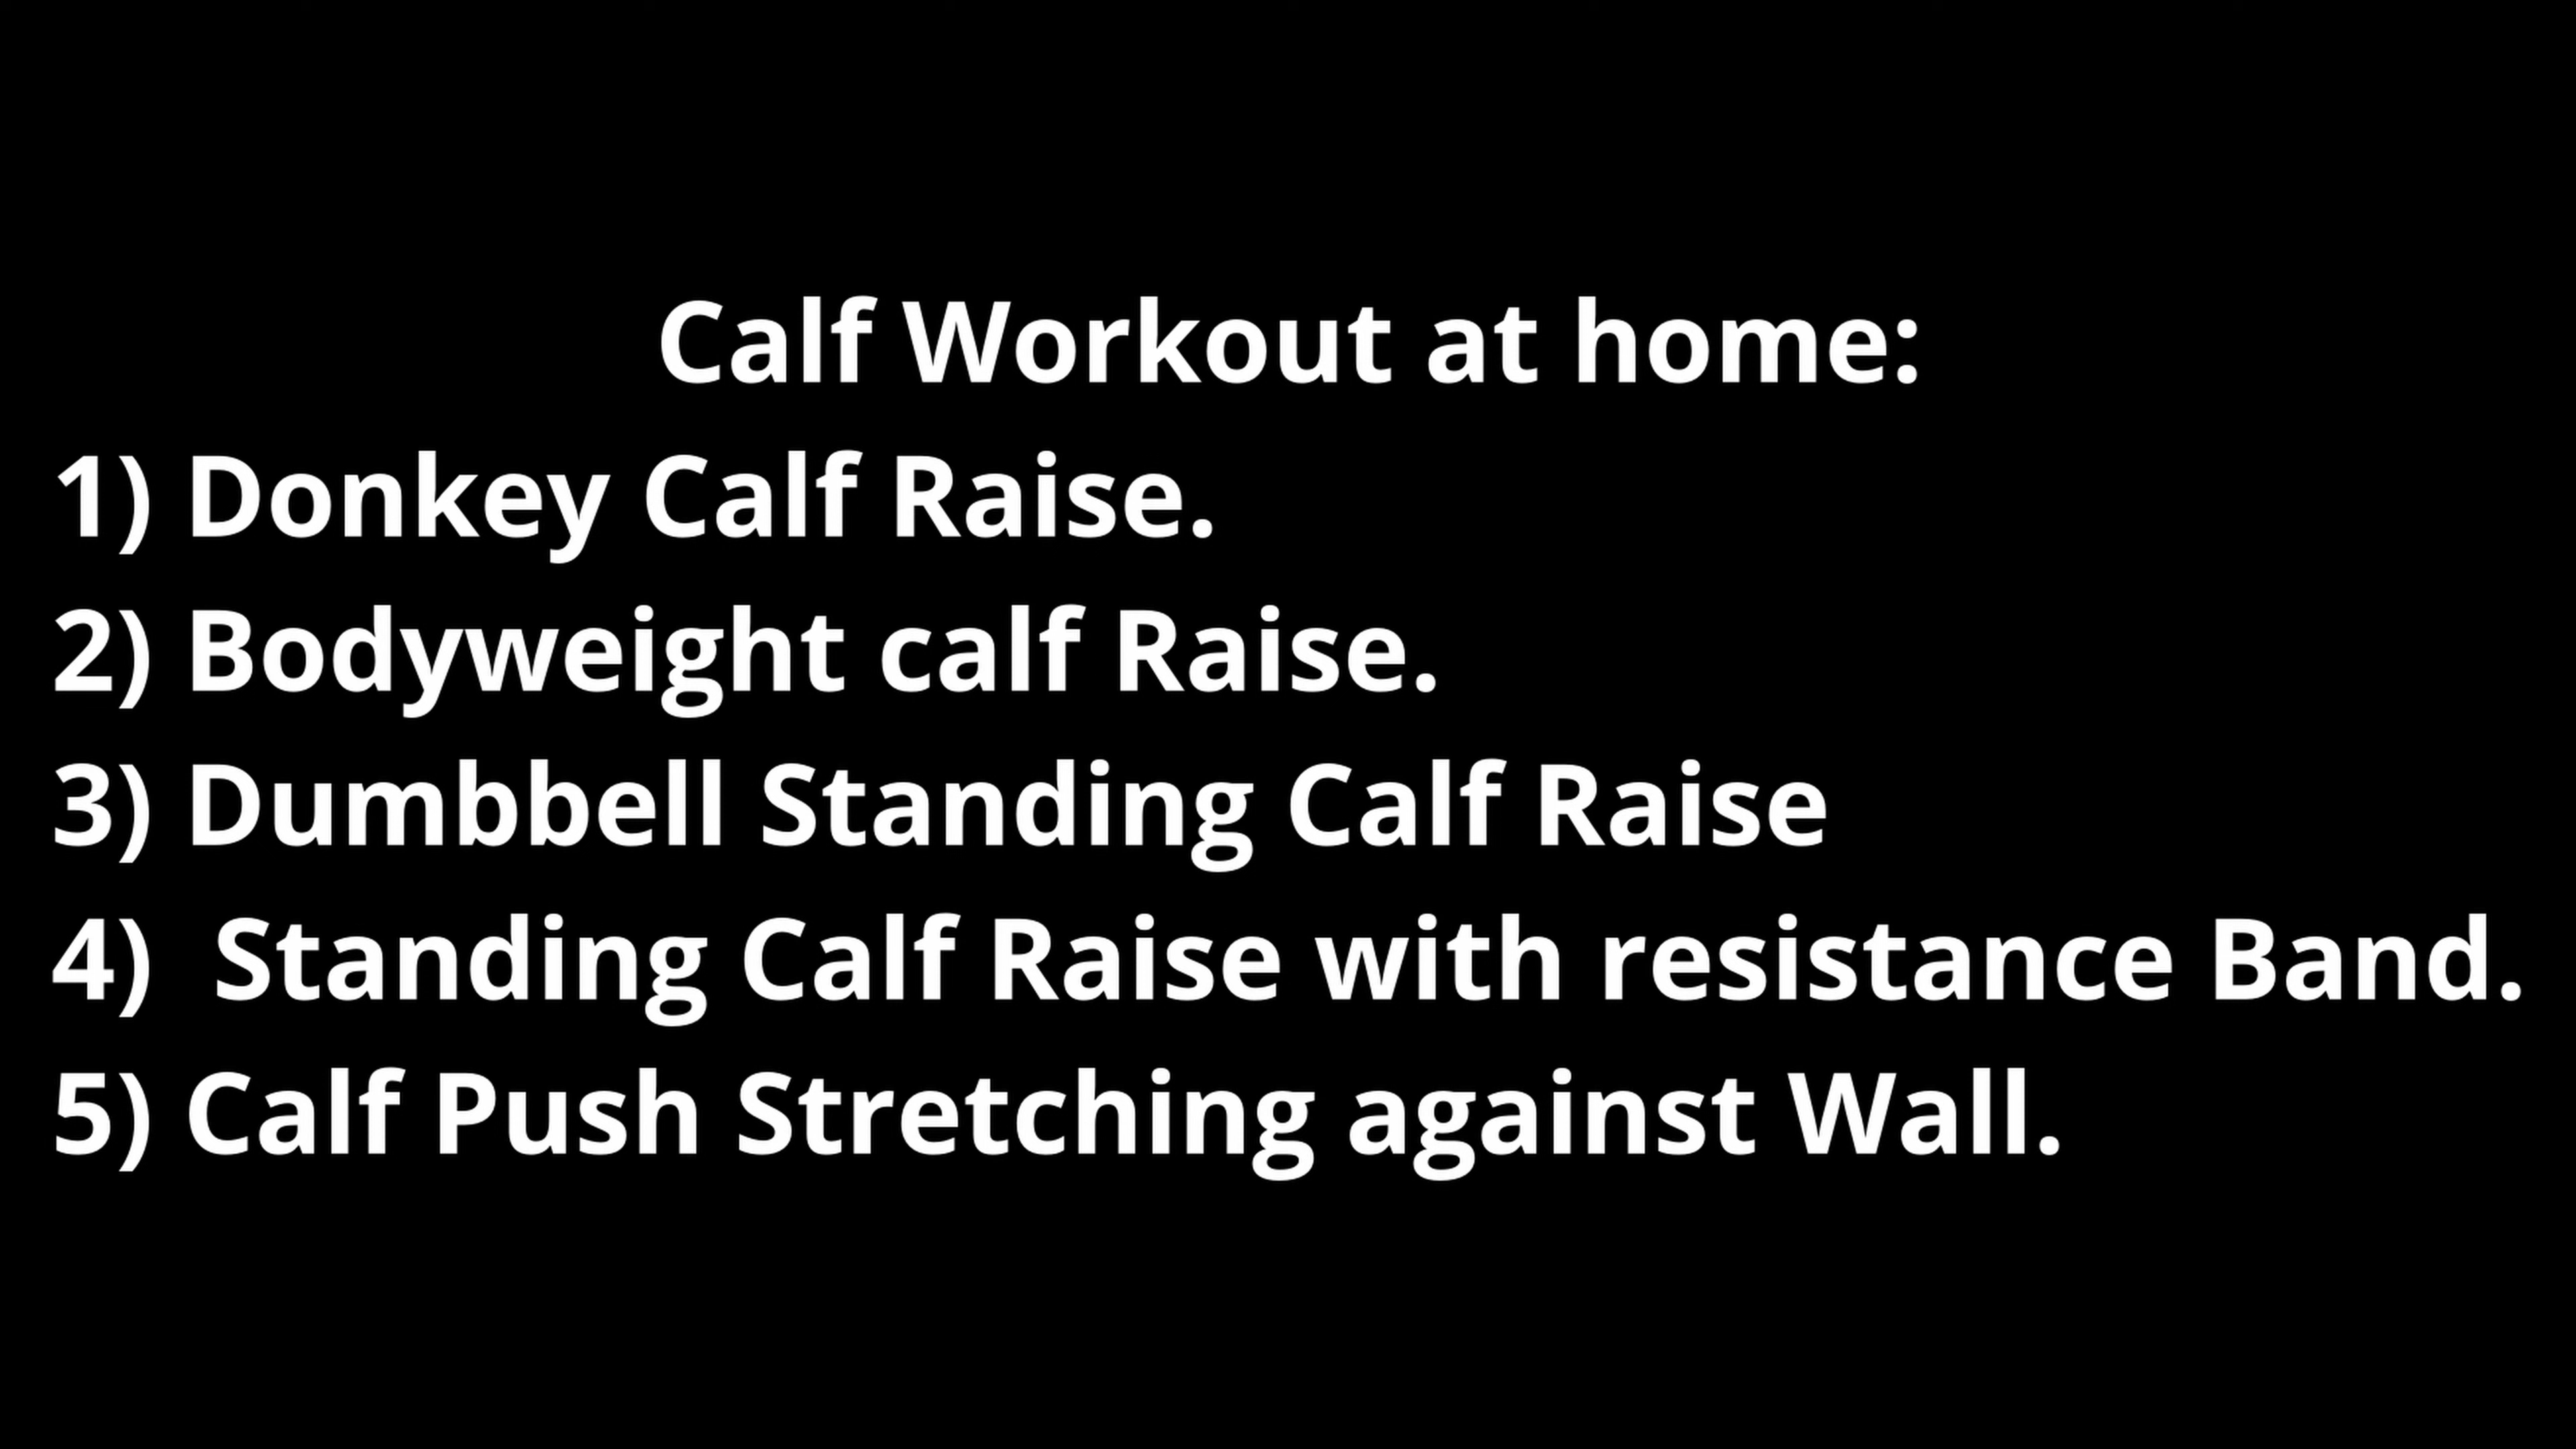 Calf Workout at home:
1) Donkey Calf Raise.
2) Bodyweight calf Raise.
3) Dumbbell Standing Calf Raise
4)  Standing Calf Raise with resistance Band.
5) Calf Push Stretching against Wall.